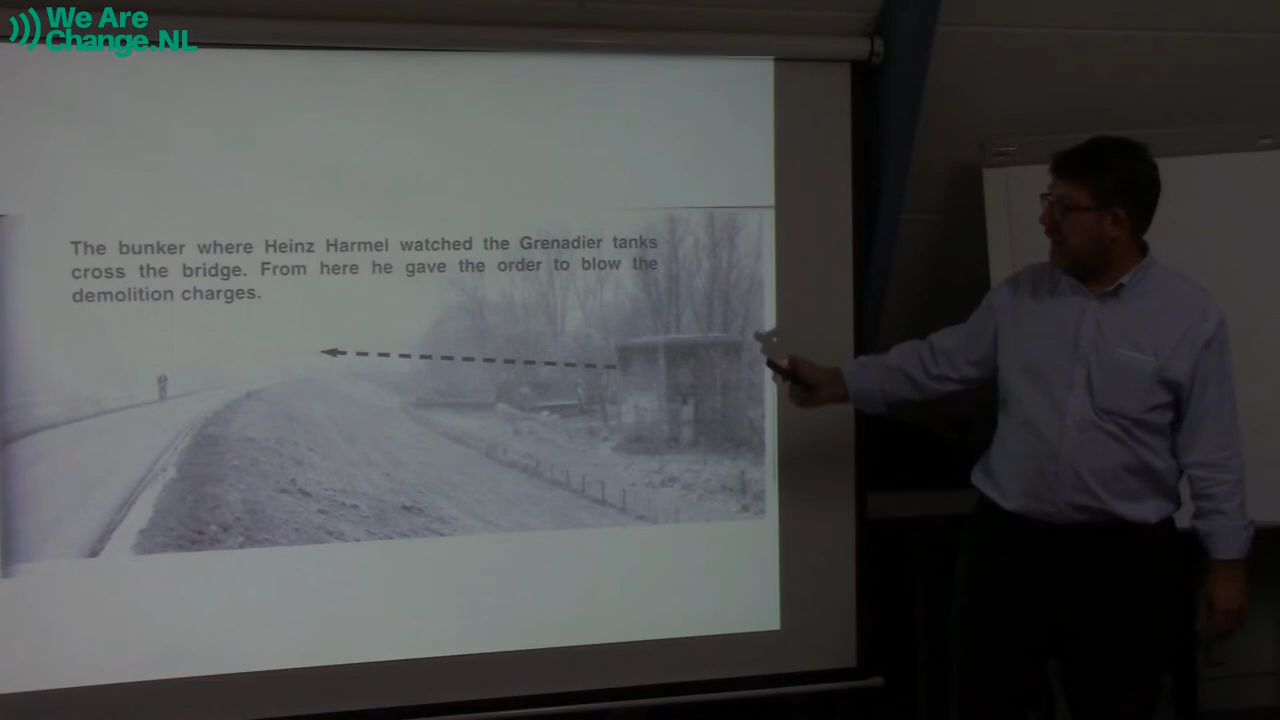 We Are
Change.NL
The bunker where Heinz Harmel watched the Grenadier tanks
cross the bridge. From here he gave the order to blow the
demolition charges.